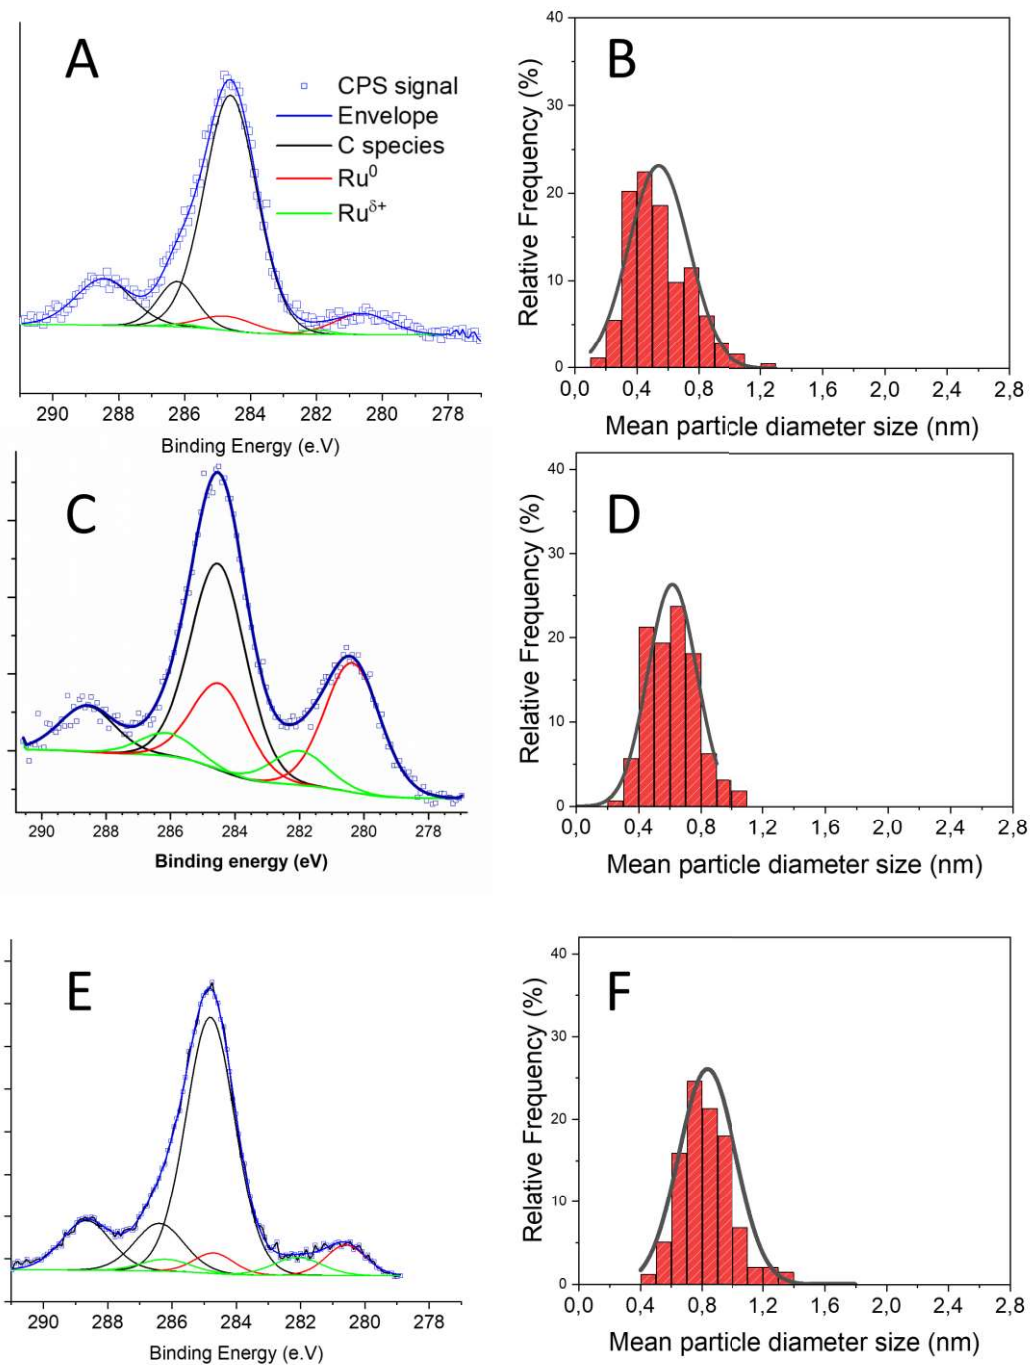 A
CPS signal
Envelope
C species
Ru0
Ruδ+
290 288 286 284 282 280 278
Binding Energy (e.V)
B
Relative Frequency (%)
40
30
20
10
0
0,0 0,4 0,8 1,2 1,6 2,0 2,4 2,8
Mean particle diameter size (nm)
C
290 288 286 284 282 280 278
Binding energy (eV)
D
Relative Frequency (%)
40
30
20
10
0
0,0 0,4 0,8 1,2 1,6 2,0 2,4 2,8
Mean particle diameter size (nm)
E
290 288 286 284 282 280 278
Binding Energy (e.V)
F
Relative Frequency (%)
40
30
20
10
0
0,0 0,4 0,8 1,2 1,6 2,0 2,4 2,8
Mean particle diameter size (nm)